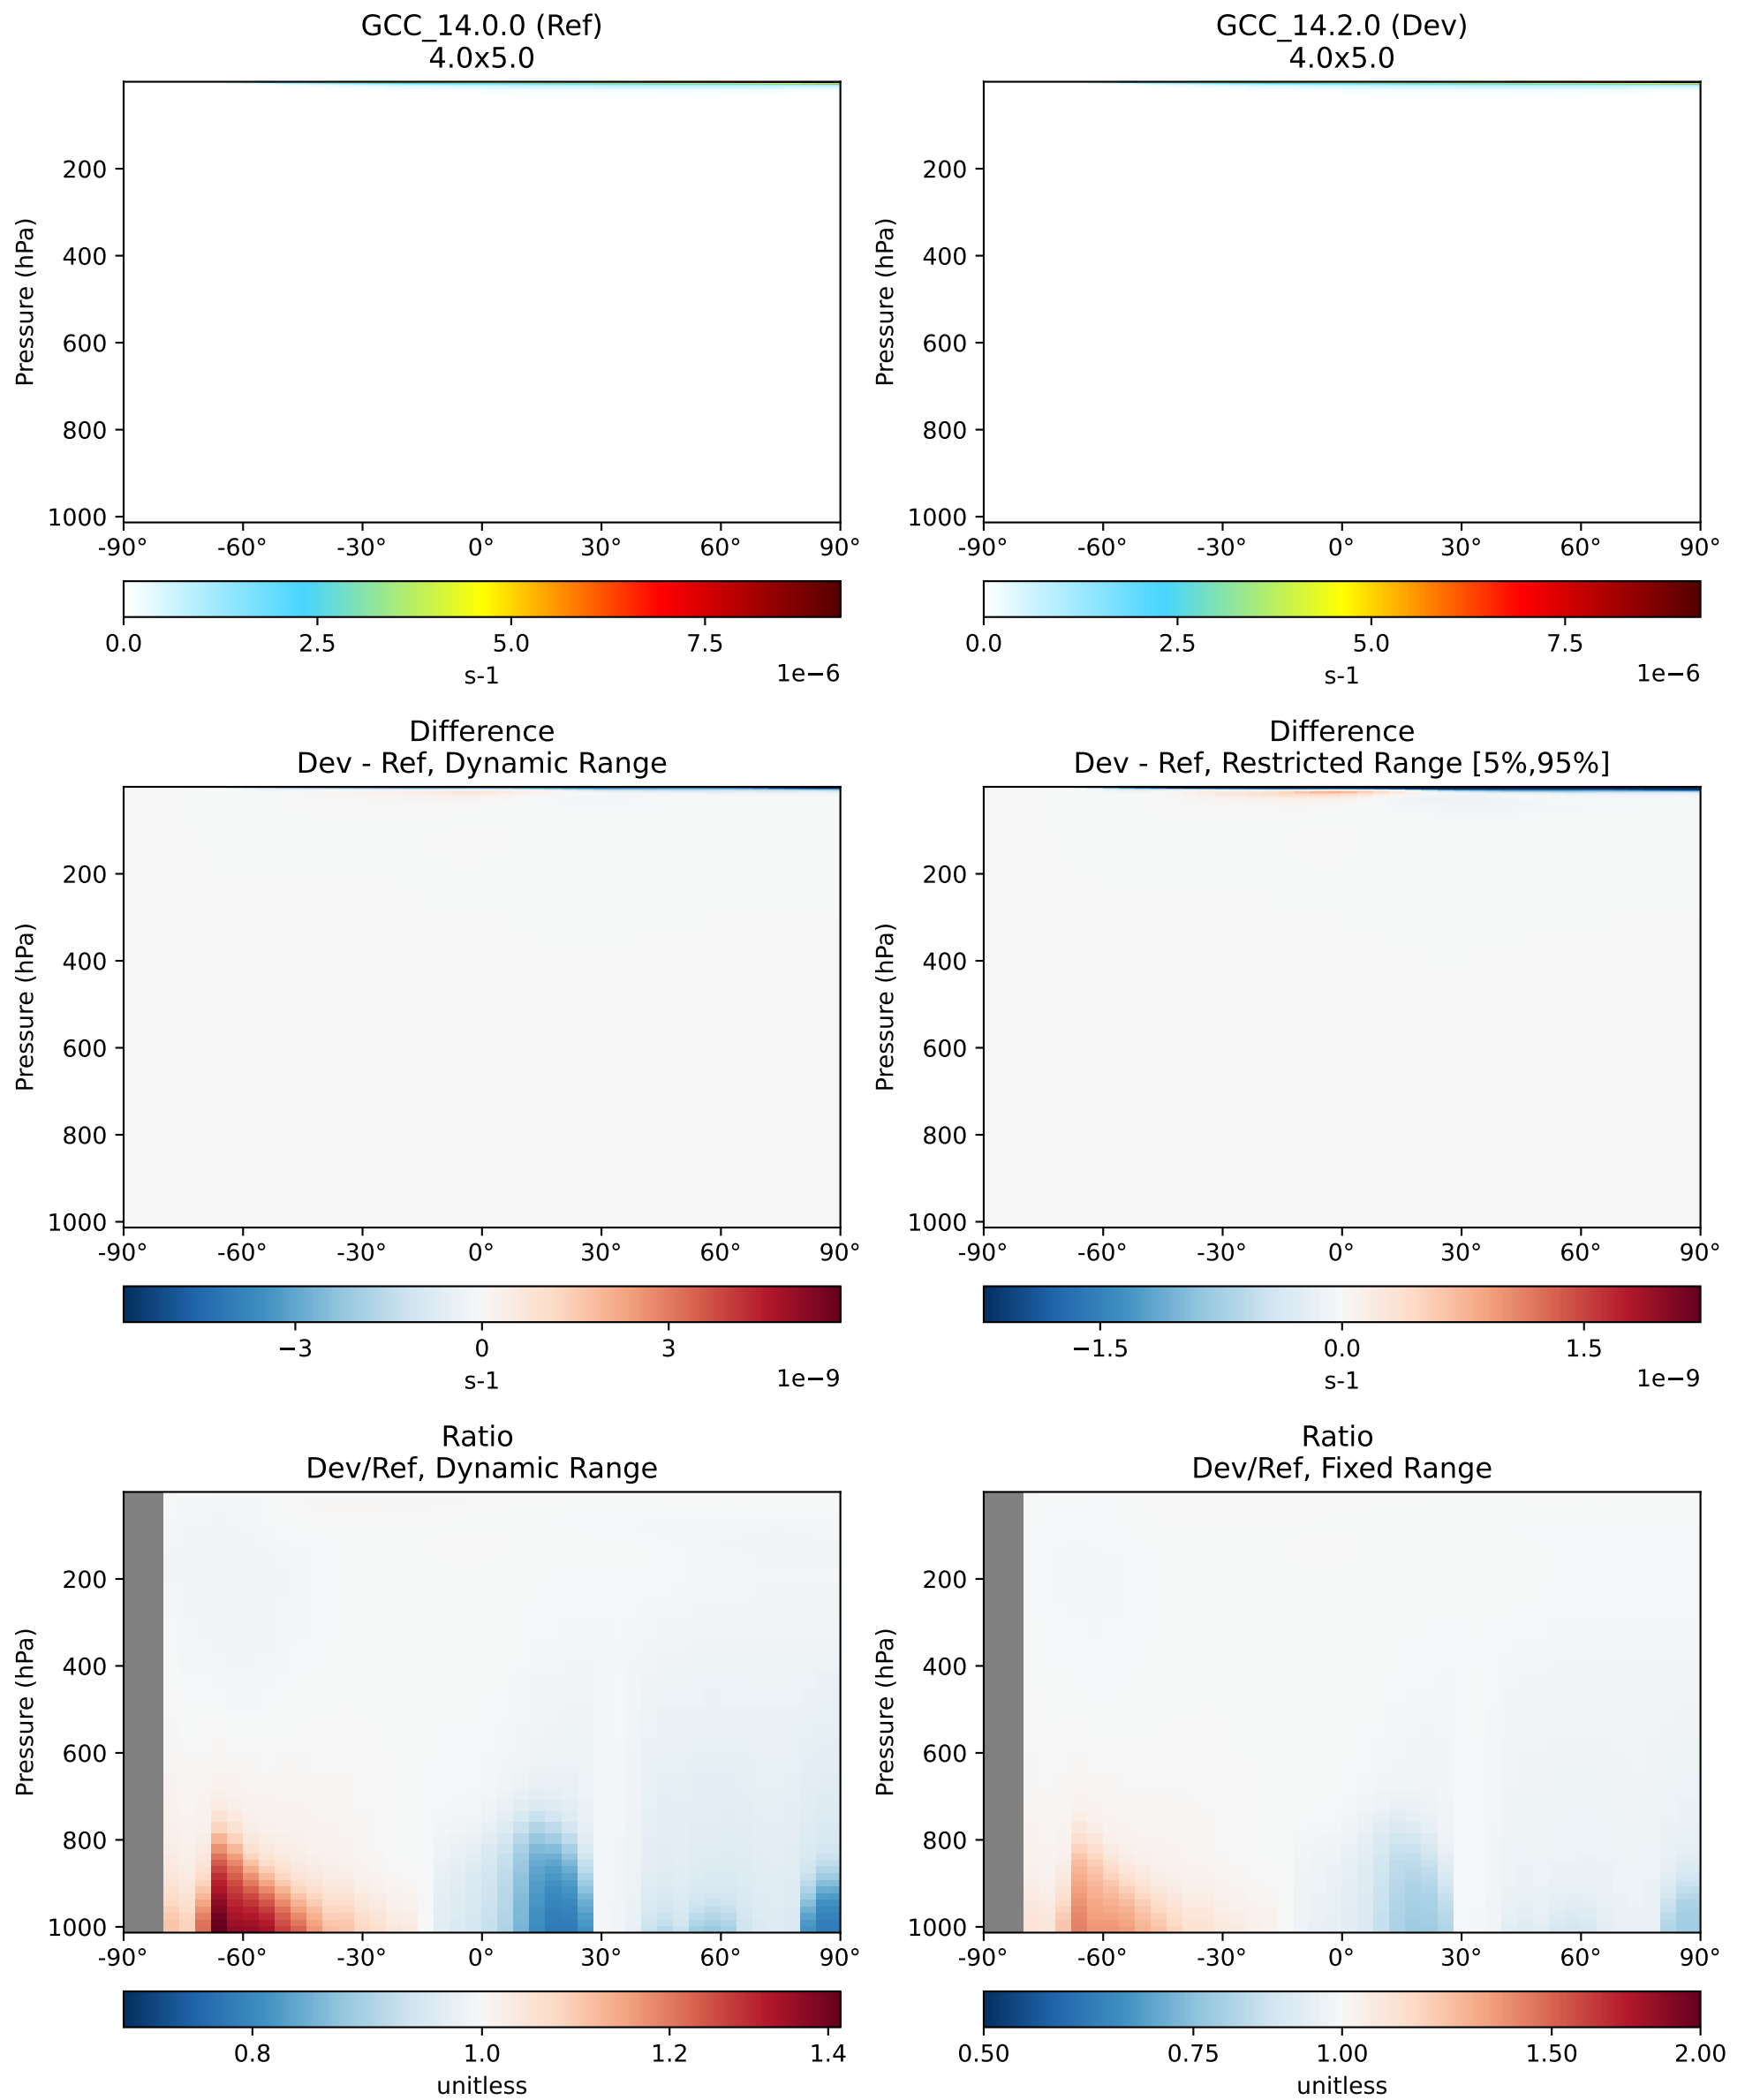 GCC_14.0.0 (Ref)
4.0x5.0
GCC_14.2.0 (Dev)
4.0x5.0
Pressure (hPa)
200
400
600
800
1000
-90° -60° -30° 0° 30° 60° 90°
0.0 2.5 5.0 7.5
s-1
1e−6
Pressure (hPa)
200
400
600
800
1000
-90° -60° -30° 0° 30° 60° 90°
0.0 2.5 5.0 7.5
s-1
1e−6
Difference
Dev - Ref, Dynamic Range
Pressure (hPa)
200
400
600
800
1000
-90° -60° -30° 0° 30° 60° 90°
−3 0 3
s-1
1e−9
Difference
Dev - Ref, Restricted Range [5%,95%]
Pressure (hPa)
200
400
600
800
1000
-90° -60° -30° 0° 30° 60° 90°
−1.5 0.0 1.5
s-1
1e−9
Ratio
Dev/Ref, Dynamic Range
Pressure (hPa)
200
400
600
800
1000
-90° -60° -30° 0° 30° 60° 90°
0.8 1.0 1.2 1.4
unitless
Ratio
Dev/Ref, Fixed Range
Pressure (hPa)
200
400
600
800
1000
-90° -60° -30° 0° 30° 60° 90°
0.50 0.75 1.00 1.50 2.00
unitless